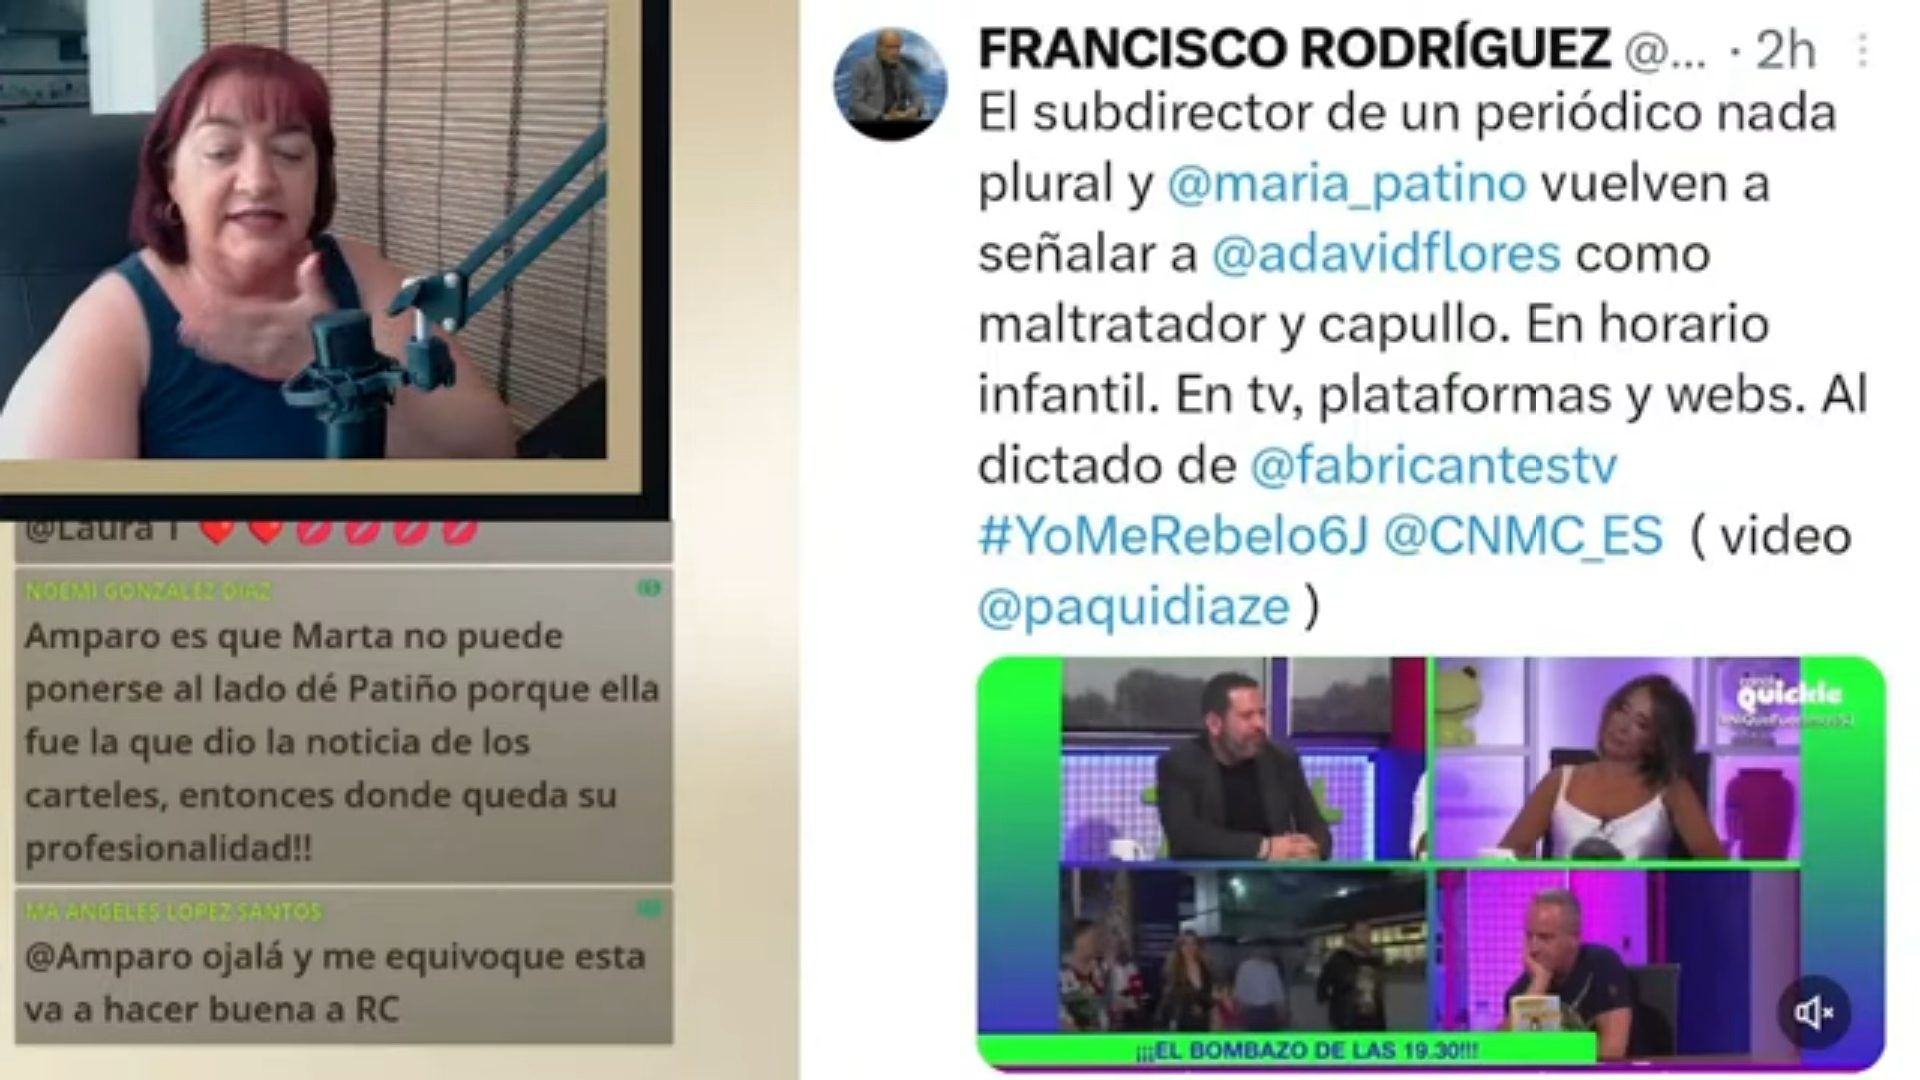 @Laura T
NOEMI GONZALEZ DIAZ
Amparo es que Marta no puede
ponerse al lado dé Patiño porque ella
fue la que dio la noticia de los
carteles, entonces donde queda su
profesionalidad!!
MA ANGELES LOPEZ SANTOS
@Amparo ojalá y me equivoque esta
va a hacer buena a RC
FRANCISCO RODRÍGUEZ @... · 2h
El subdirector de un periódico nada
plural y @maria_patino vuelven a
señalar a @adavidflores como
maltratador y capullo. En horario
infantil. En tv, plataformas y webs. Al
dictado de @fabricantestv
#YoMeRebelo6J @CNMC_ES ( video
@paquidiaze )
quickie
¡¡¡EL BOMBAZO DE LAS 19.30!!!